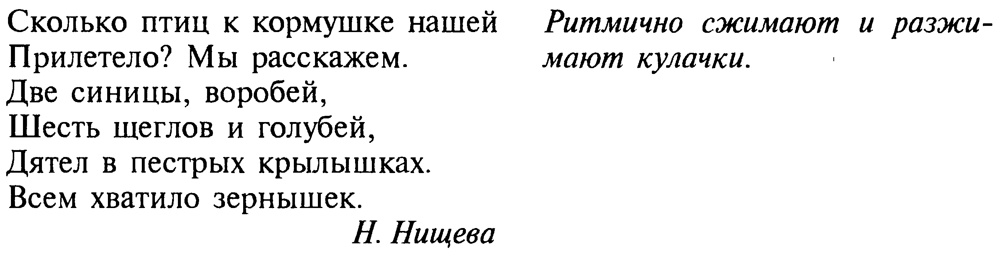 Сколько птиц к кормушке нашей
Прилетело? Мы расскажем.
Две синицы, воробей,
Шесть щеглов и голубей,
Дятел в пестрых крылышках.
Всем хватило зернышек.
Н. Нищева
Ритмично сжимают и разжи-
мают кулачки.